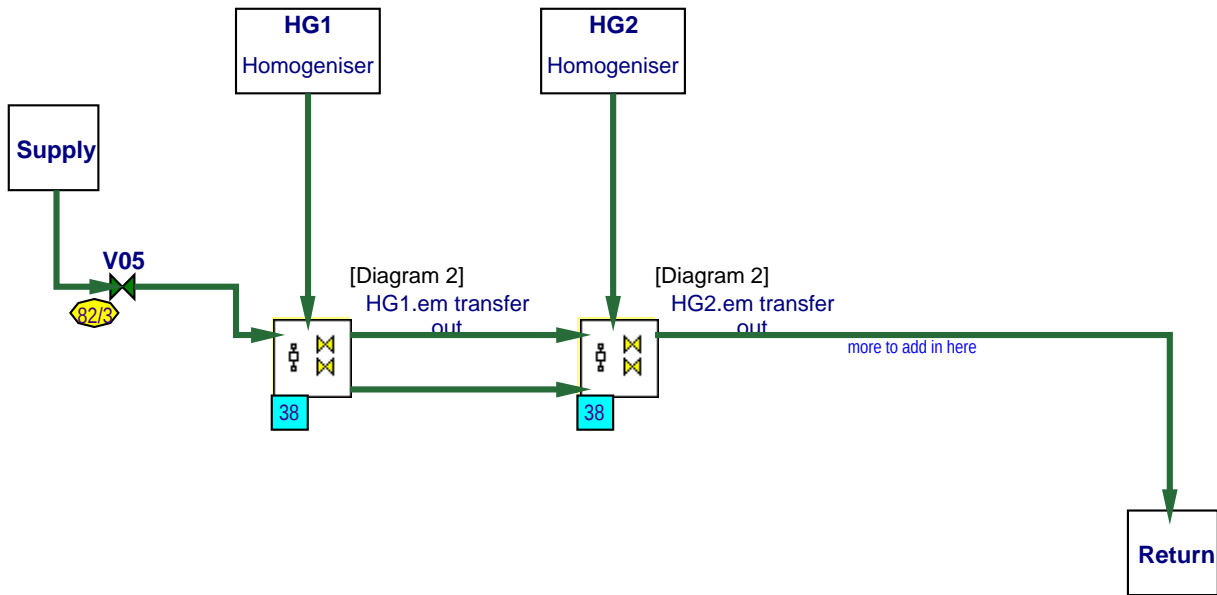 HG1
Homogeniser
HG2
Homogeniser
Supply
V05
82/3
[Diagram 2]
HG1.em transfer
out
[Diagram 2]
HG2.em transfer
out
more to add in here
38
38
Return